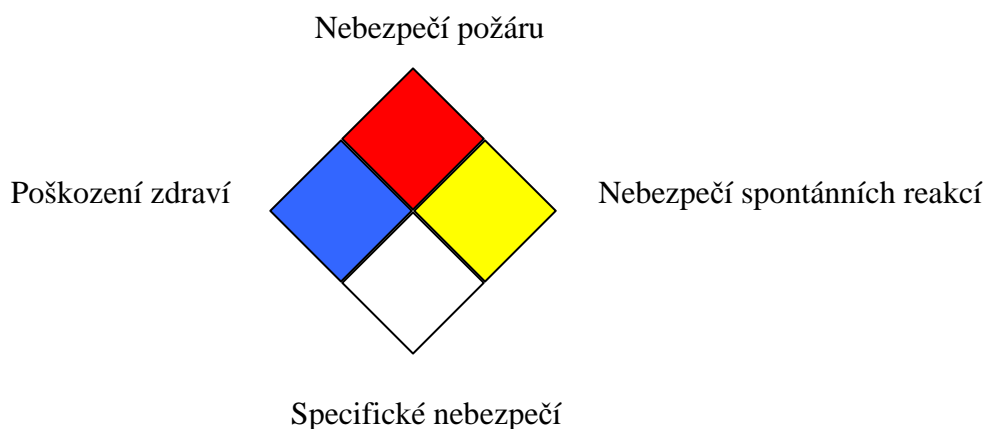 Nebezpečí požáru
Poškození zdraví
Nebezpečí spontánních reakcí
Specifické nebezpečí